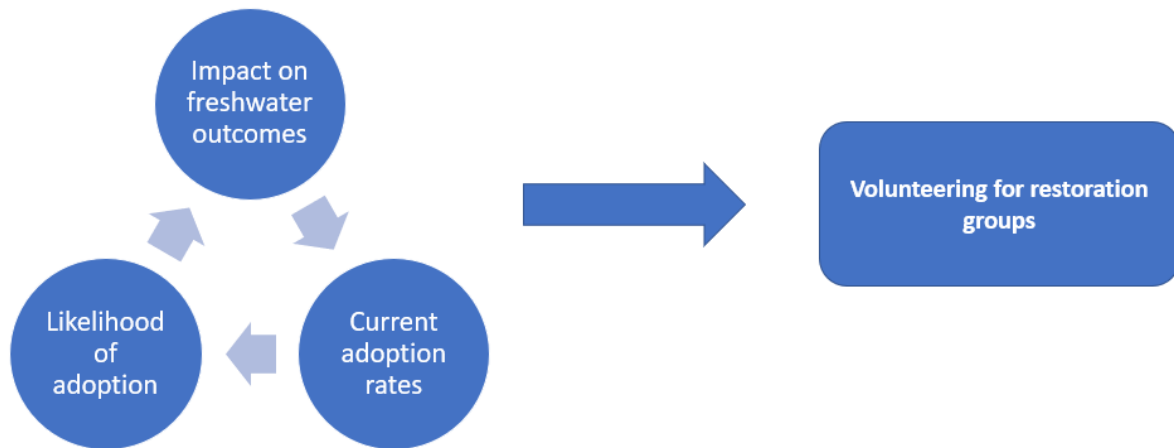 Impact on
freshwater
outcomes
Volunteering for restoration
groups
Likelihood
of
adoption
Current
adoption
rates